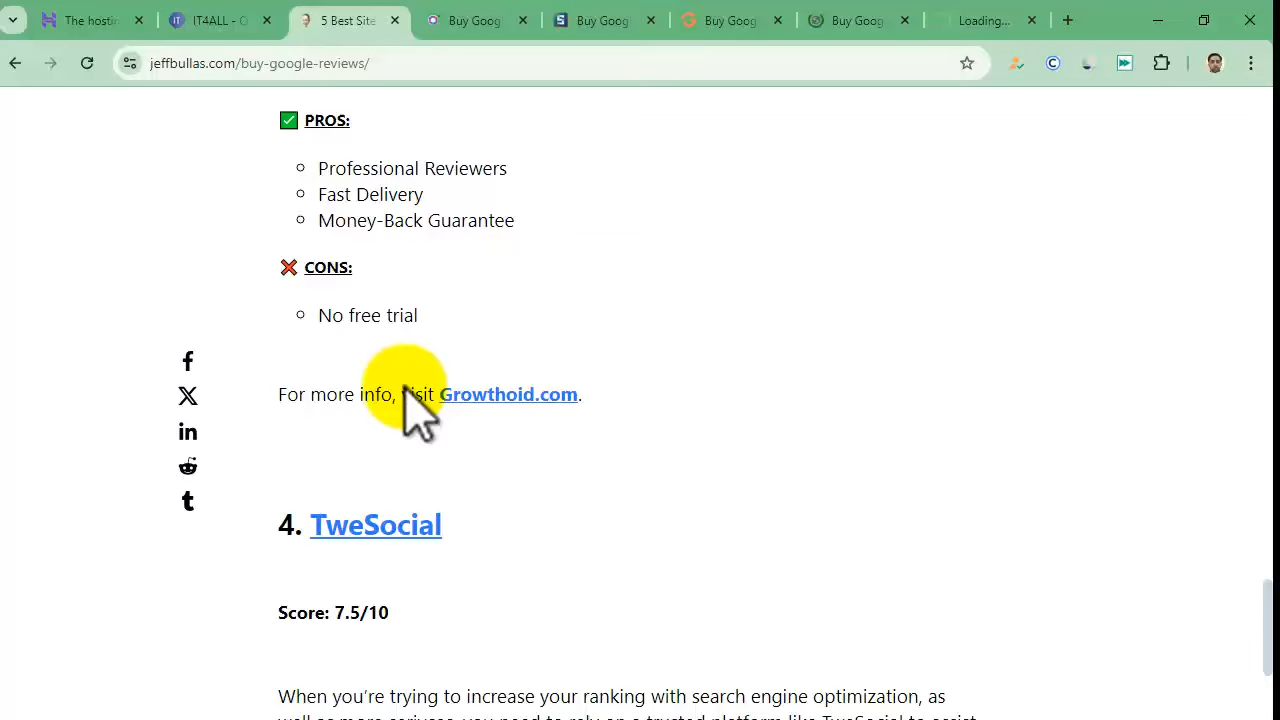 The hostin
IT4ALL - O
5 Best Site
Buy Goog
Buy Goog
Buy Goog
Buy Goog
Loading...
jeffbullas.com/buy-google-reviews/
PROS:
Professional Reviewers
Fast Delivery
Money-Back Guarantee
CONS:
No free trial
For more info, visit Growthoid.com.
4. TweSocial
Score: 7.5/10
When you’re trying to increase your ranking with search engine optimization, as